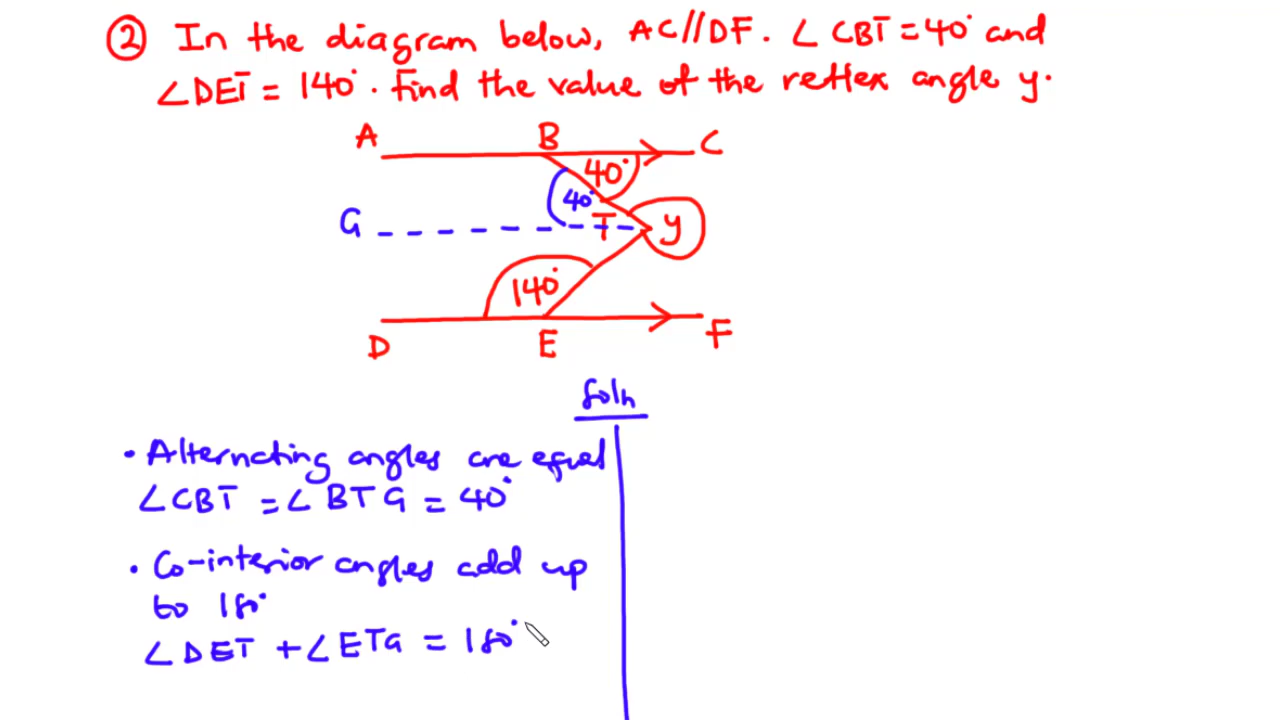 ② In the diagram below, AC//DF. ∠CBT = 40° and
∠DET = 140°. Find the value of the reflex angle y.
A B C
40°
40°
G T y
140°
D E F
Soln
• Alternating angles are equal
∠CBT = ∠BTG = 40°
• Co-interior angles add up
to 180°
∠DET + ∠ETG = 180°